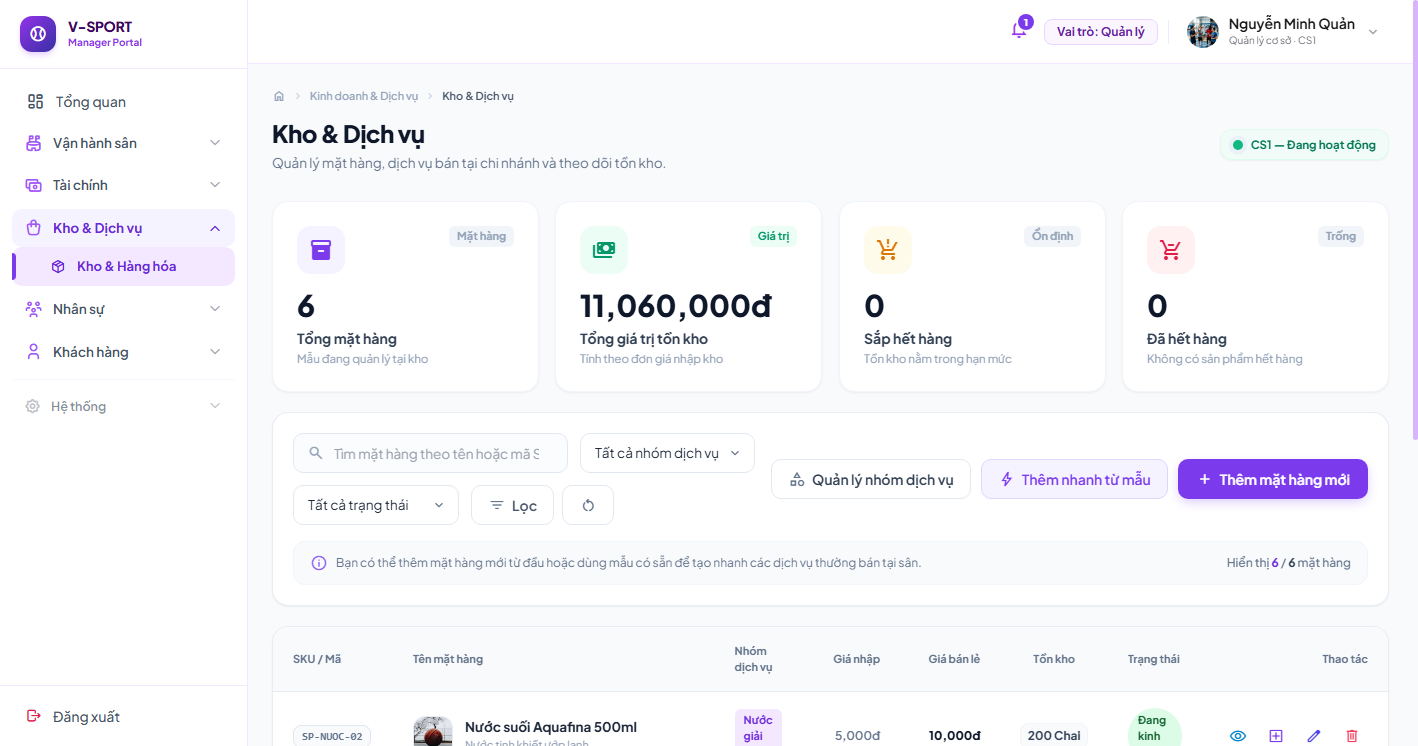 V-SPORT
Manager Portal
1
Vai trò: Quản lý
Nguyễn Minh Quản
Quản lý cơ sở · CS1
Tổng quan
Vận hành sân
Tài chính
Kho & Dịch vụ
Kho & Hàng hóa
Nhân sự
Khách hàng
Hệ thống
Đăng xuất
Kinh doanh & Dịch vụ
Kho & Dịch vụ
Kho & Dịch vụ
Quản lý mặt hàng, dịch vụ bán tại chi nhánh và theo dõi tồn kho.
CS1 — Đang hoạt động
Mặt hàng
6
Tổng mặt hàng
Mẫu đang quản lý tại kho
Giá trị
11,060,000đ
Tổng giá trị tồn kho
Tính theo đơn giá nhập kho
Ổn định
0
Sắp hết hàng
Tồn kho nằm trong hạn mức
Trống
0
Đã hết hàng
Không có sản phẩm hết hàng
Tìm mặt hàng theo tên hoặc mã S
Tất cả nhóm dịch vụ
Tất cả trạng thái
Lọc
Quản lý nhóm dịch vụ
Thêm nhanh từ mẫu
Thêm mặt hàng mới
Bạn có thể thêm mặt hàng mới từ đầu hoặc dùng mẫu có sẵn để tạo nhanh các dịch vụ thường bán tại sân.
Hiển thị 6 / 6 mặt hàng
SKU / Mã
Tên mặt hàng
Nhóm
dịch vụ
Giá nhập
Giá bán lẻ
Tồn kho
Trạng thái
Thao tác
SP-NUOC-02
Nước suối Aquafina 500ml
Nước tinh khiết ướp lạnh
Nước
giải
5,000đ
10,000đ
200 Chai
Đang
kinh